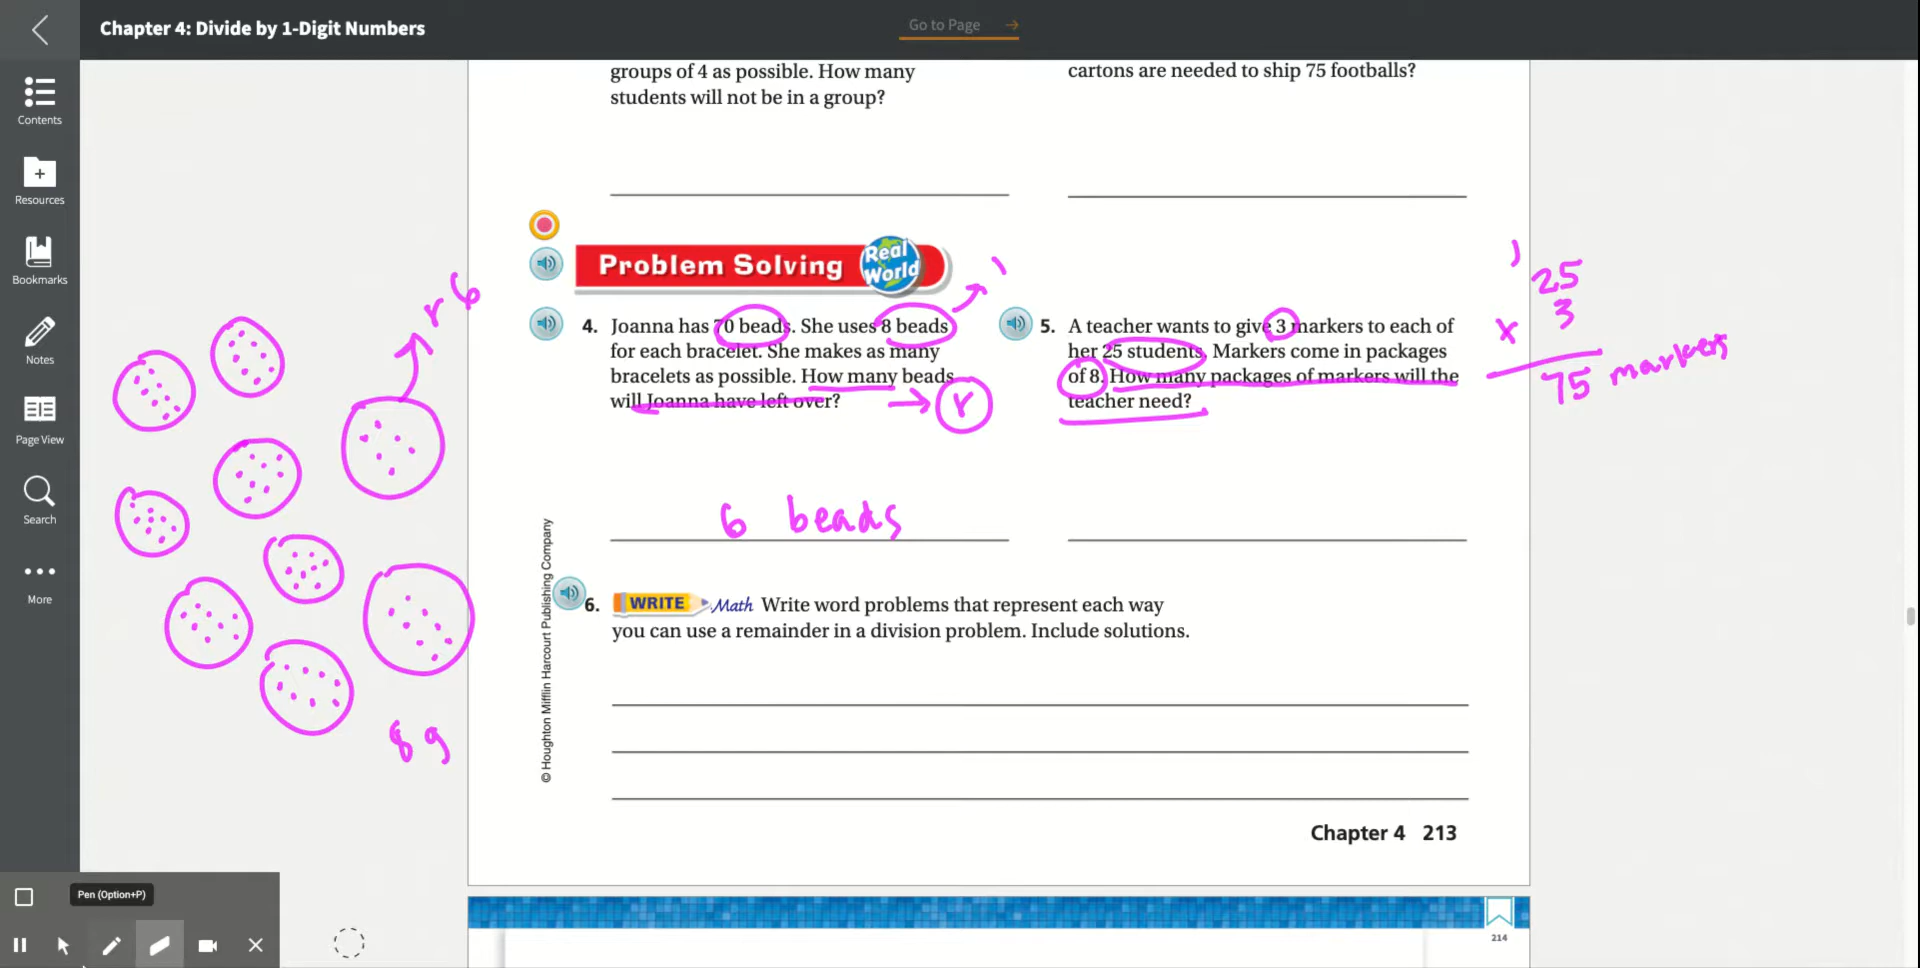 Chapter 4: Divide by 1-Digit Numbers
Go to Page →
Contents
Resources
Bookmarks
Notes
Page View
Search
More
groups of 4 as possible. How many
students will not be in a group?
cartons are needed to ship 75 footballs?
Problem Solving
Real
World
4. Joanna has 70 beads. She uses 8 beads
for each bracelet. She makes as many
bracelets as possible. How many beads
will Joanna have left over?
r
r 6
6 beads
5. A teacher wants to give 3 markers to each of
her 25 students. Markers come in packages
of 8. How many packages of markers will the
teacher need?
1
25
x 3
75 markers
8 g
6. WRITE Math Write word problems that represent each way
you can use a remainder in a division problem. Include solutions.
© Houghton Mifflin Harcourt Publishing Company
Chapter 4 213
214
Pen (Option+P)